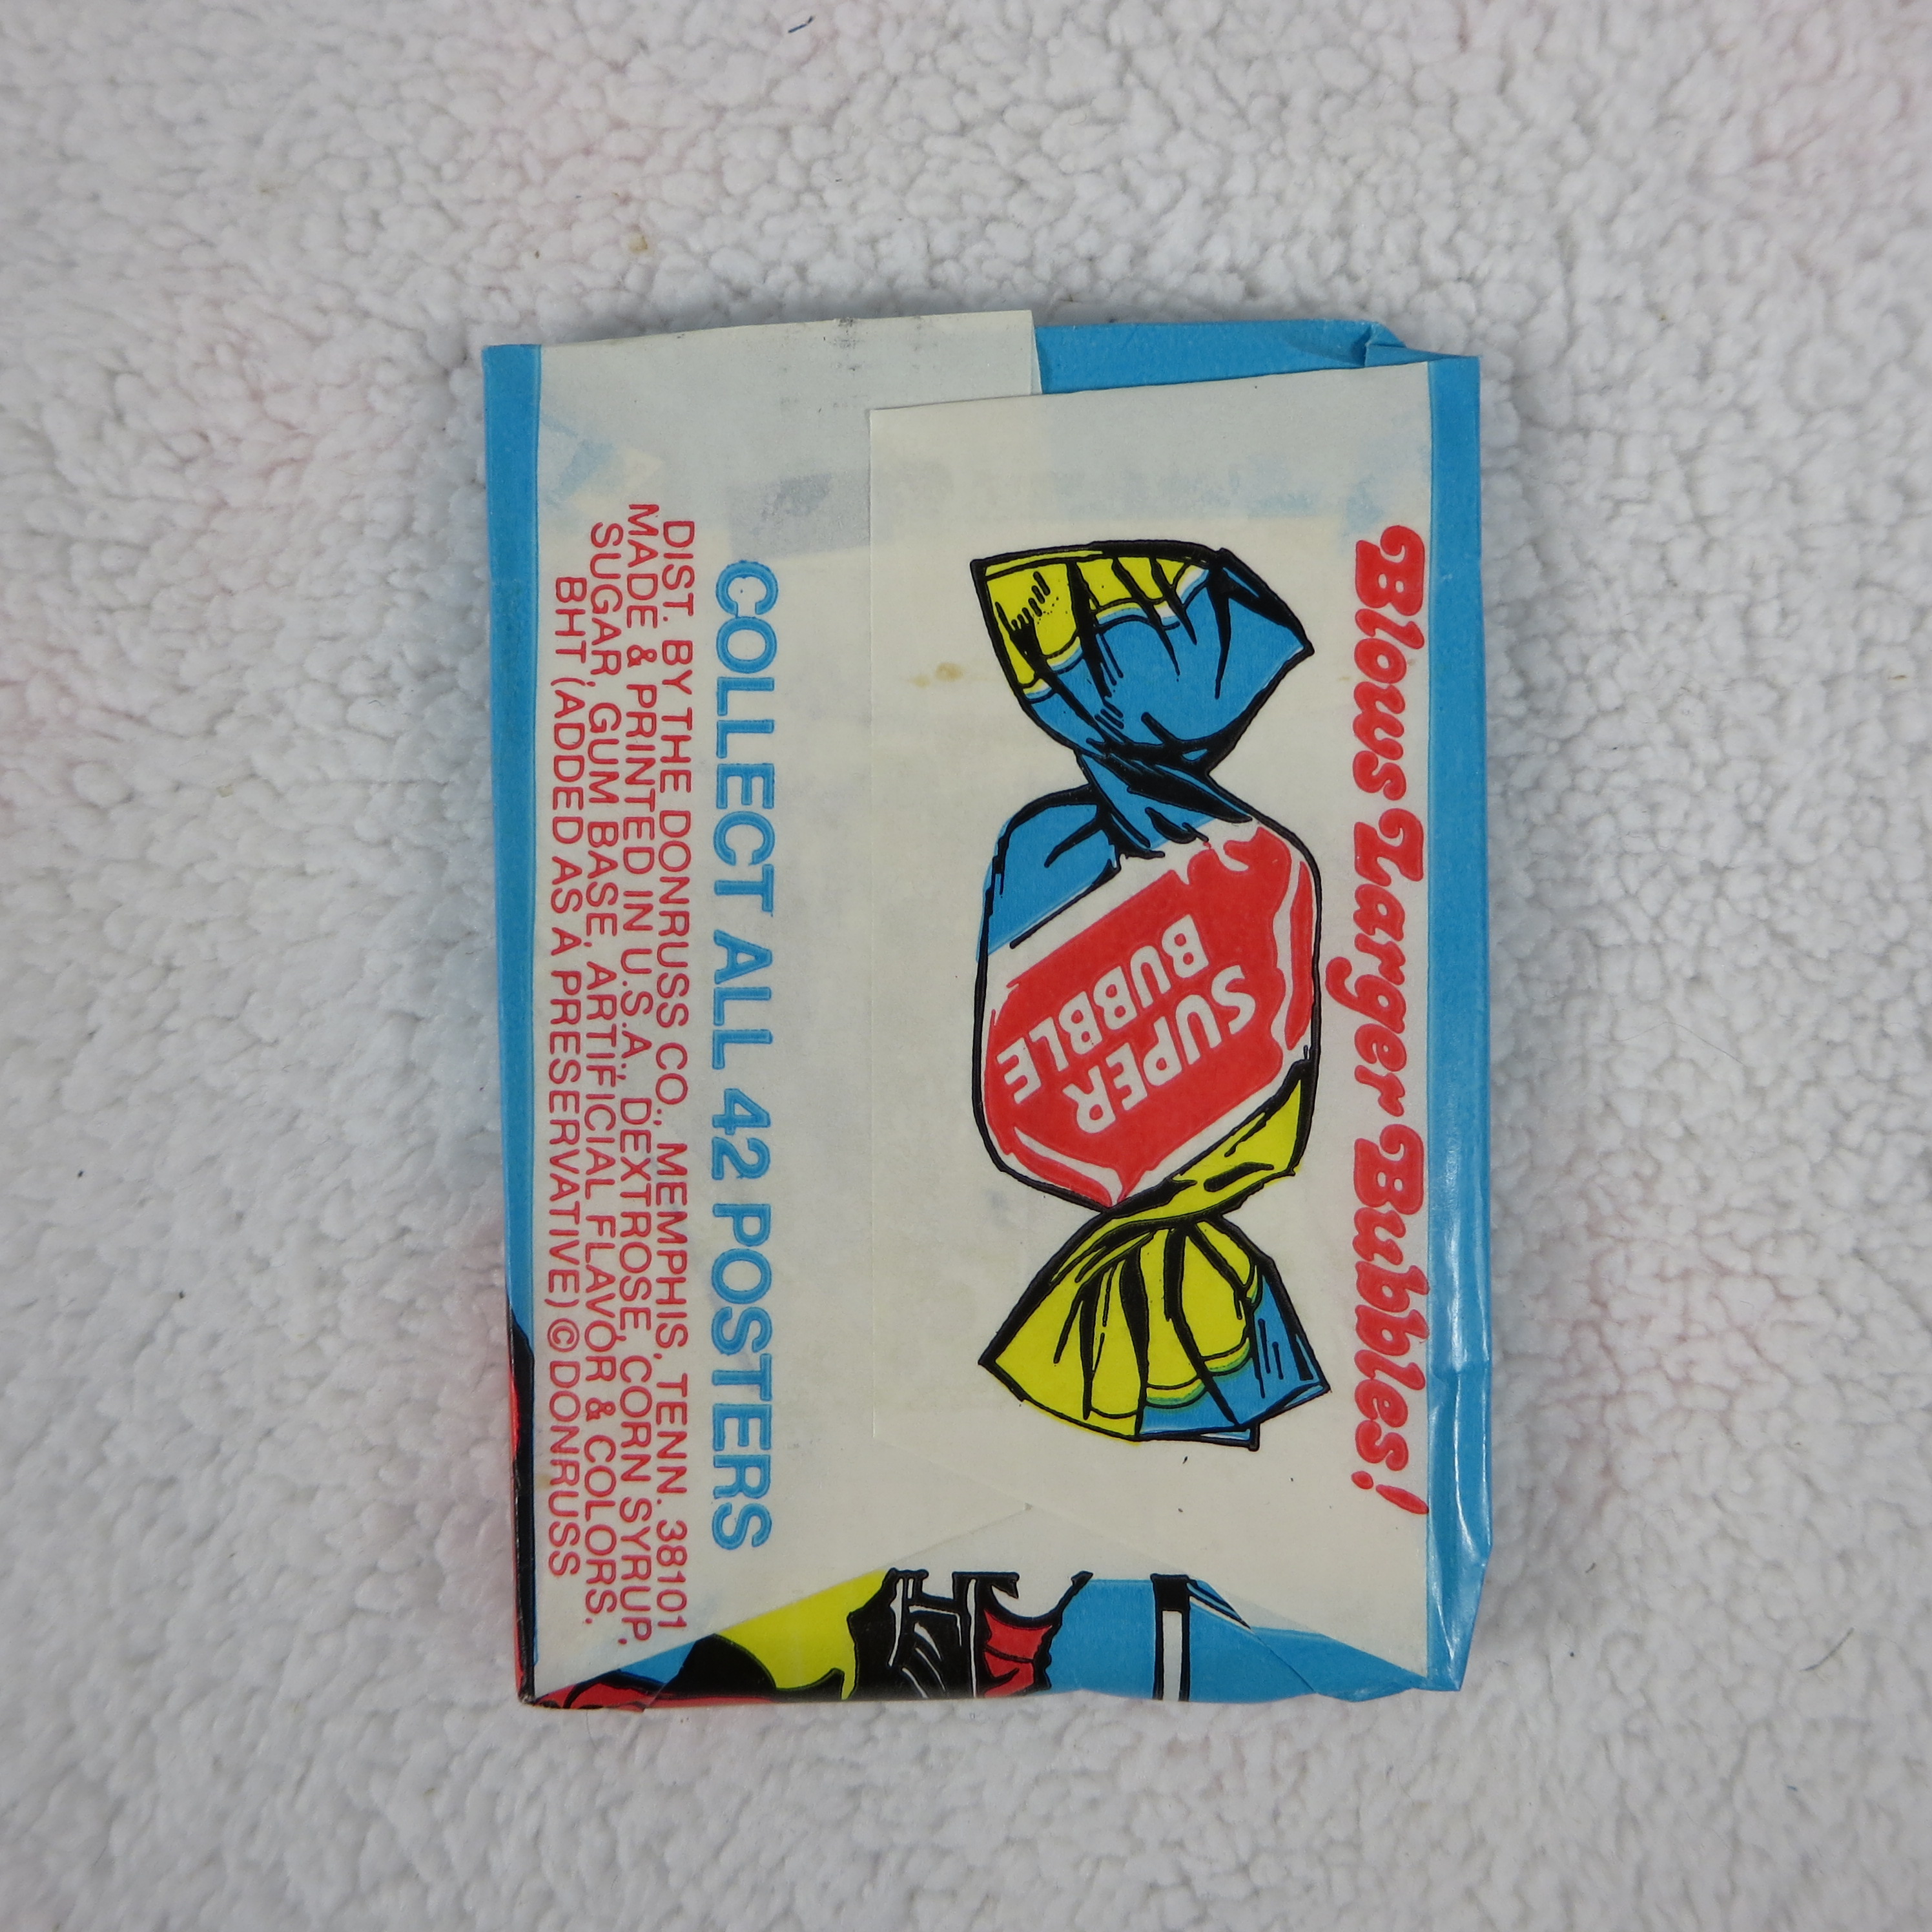 Blows Larger Bubbles!
SUPER
BUBBLE
COLLECT ALL 42 POSTERS
DIST. BY THE DONRUSS CO., MEMPHIS, TENN. 38101
MADE & PRINTED IN U.S.A., DEXTROSE, CORN SYRUP,
SUGAR, GUM BASE, ARTIFICIAL FLAVOR & COLORS.
BHT (ADDED AS A PRESERVATIVE) © DONRUSS